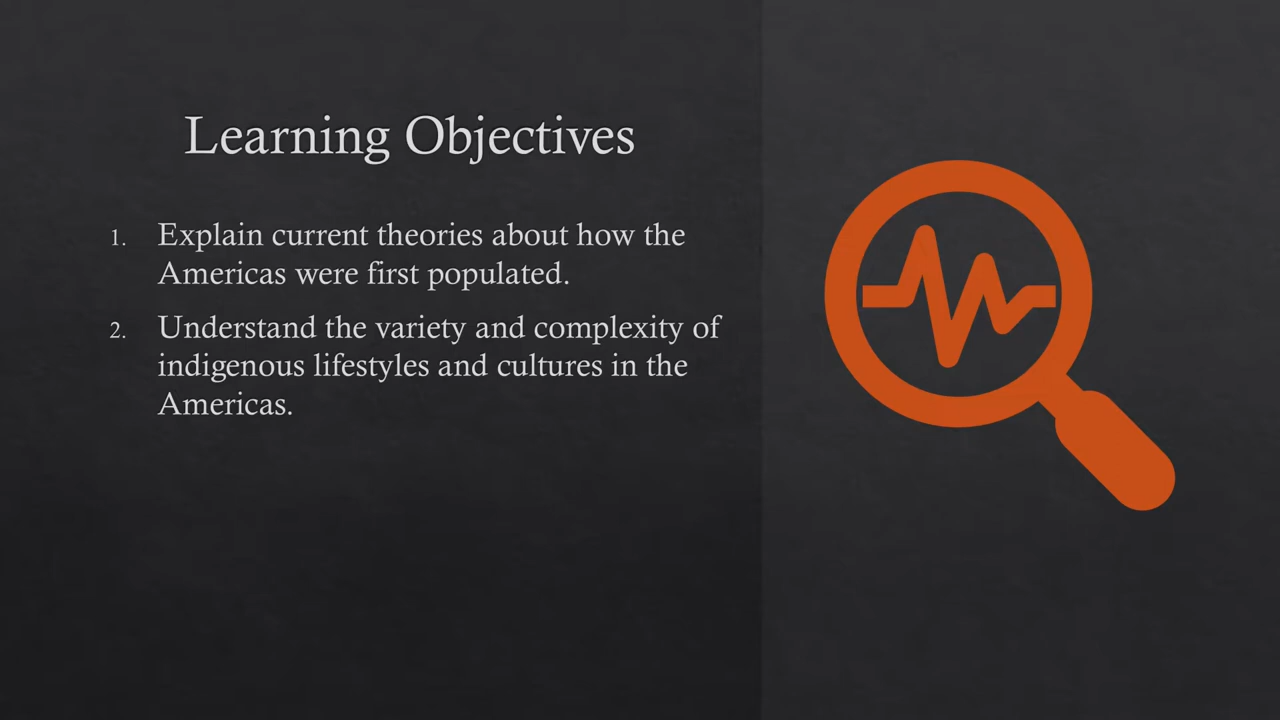 Learning Objectives
1. Explain current theories about how the
Americas were first populated.
2. Understand the variety and complexity of
indigenous lifestyles and cultures in the
Americas.